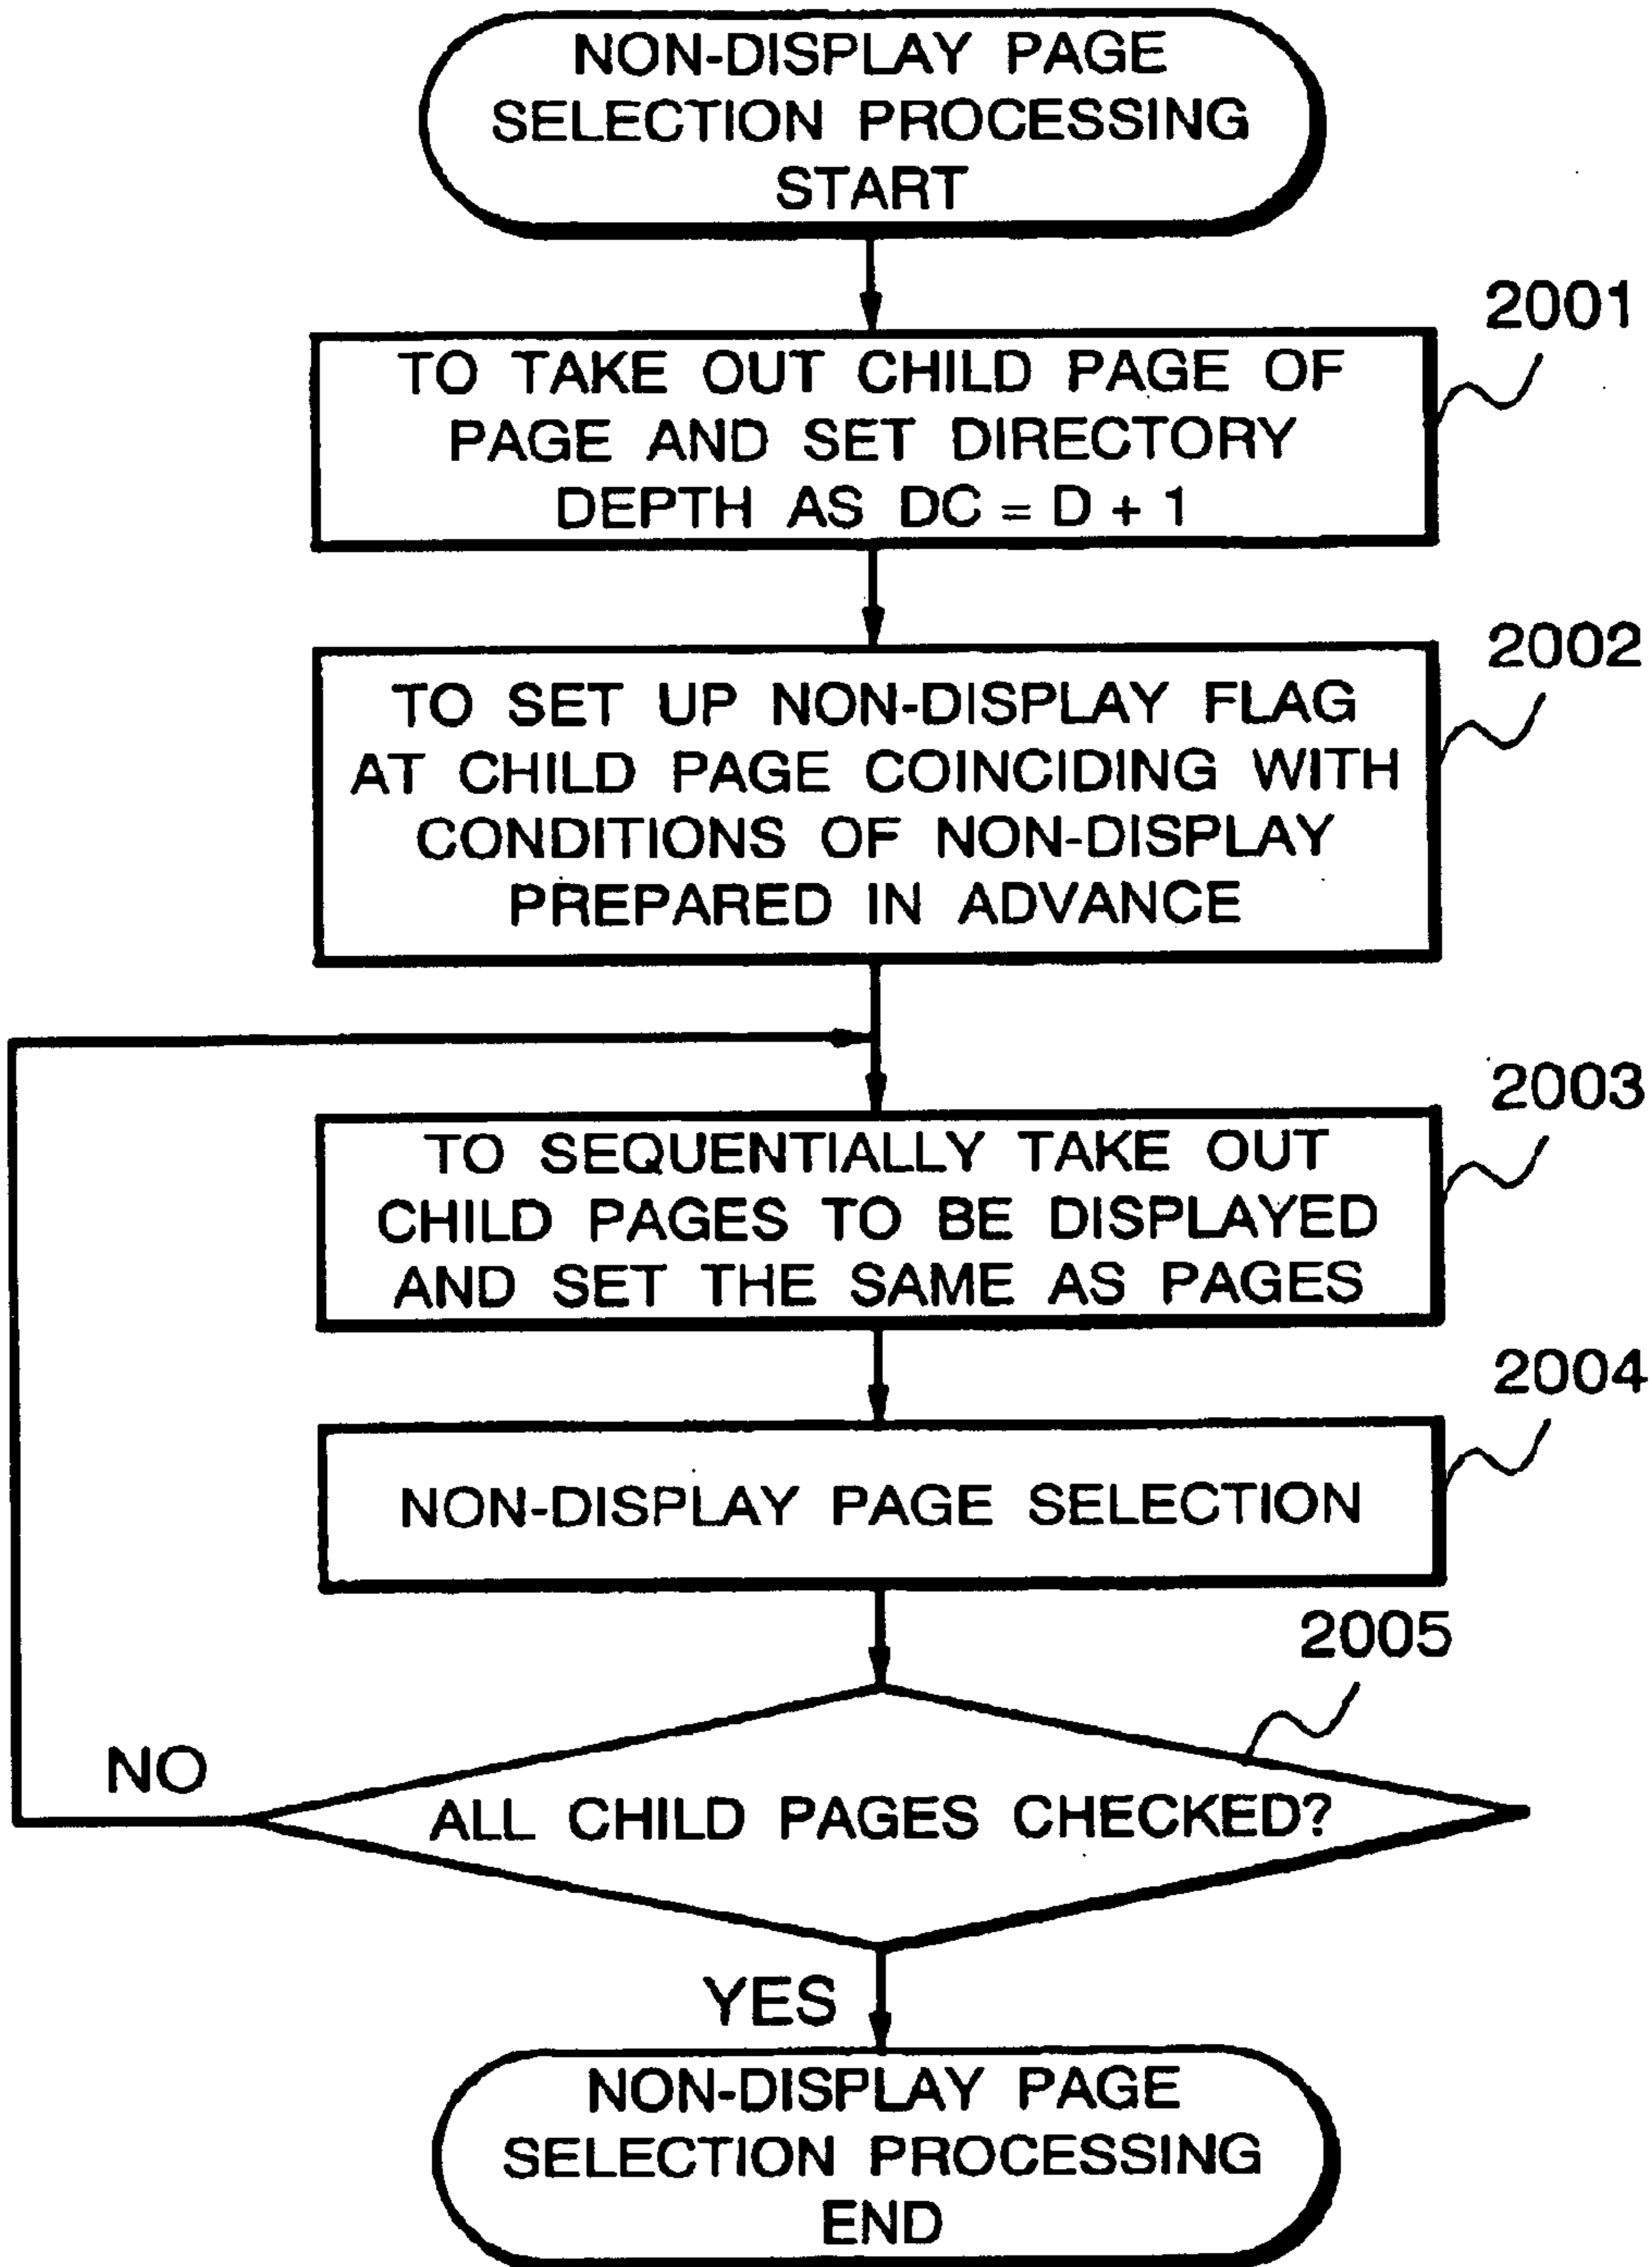 NON-DISPLAY PAGE
SELECTION PROCESSING
START
2001
TO TAKE OUT CHILD PAGE OF
PAGE AND SET DIRECTORY
DEPTH AS DC = D + 1
2002
TO SET UP NON-DISPLAY FLAG
AT CHILD PAGE COINCIDING WITH
CONDITIONS OF NON-DISPLAY
PREPARED IN ADVANCE
2003
TO SEQUENTIALLY TAKE OUT
CHILD PAGES TO BE DISPLAYED
AND SET THE SAME AS PAGES
2004
NON-DISPLAY PAGE SELECTION
2005
NO
ALL CHILD PAGES CHECKED?
YES
NON-DISPLAY PAGE
SELECTION PROCESSING
END